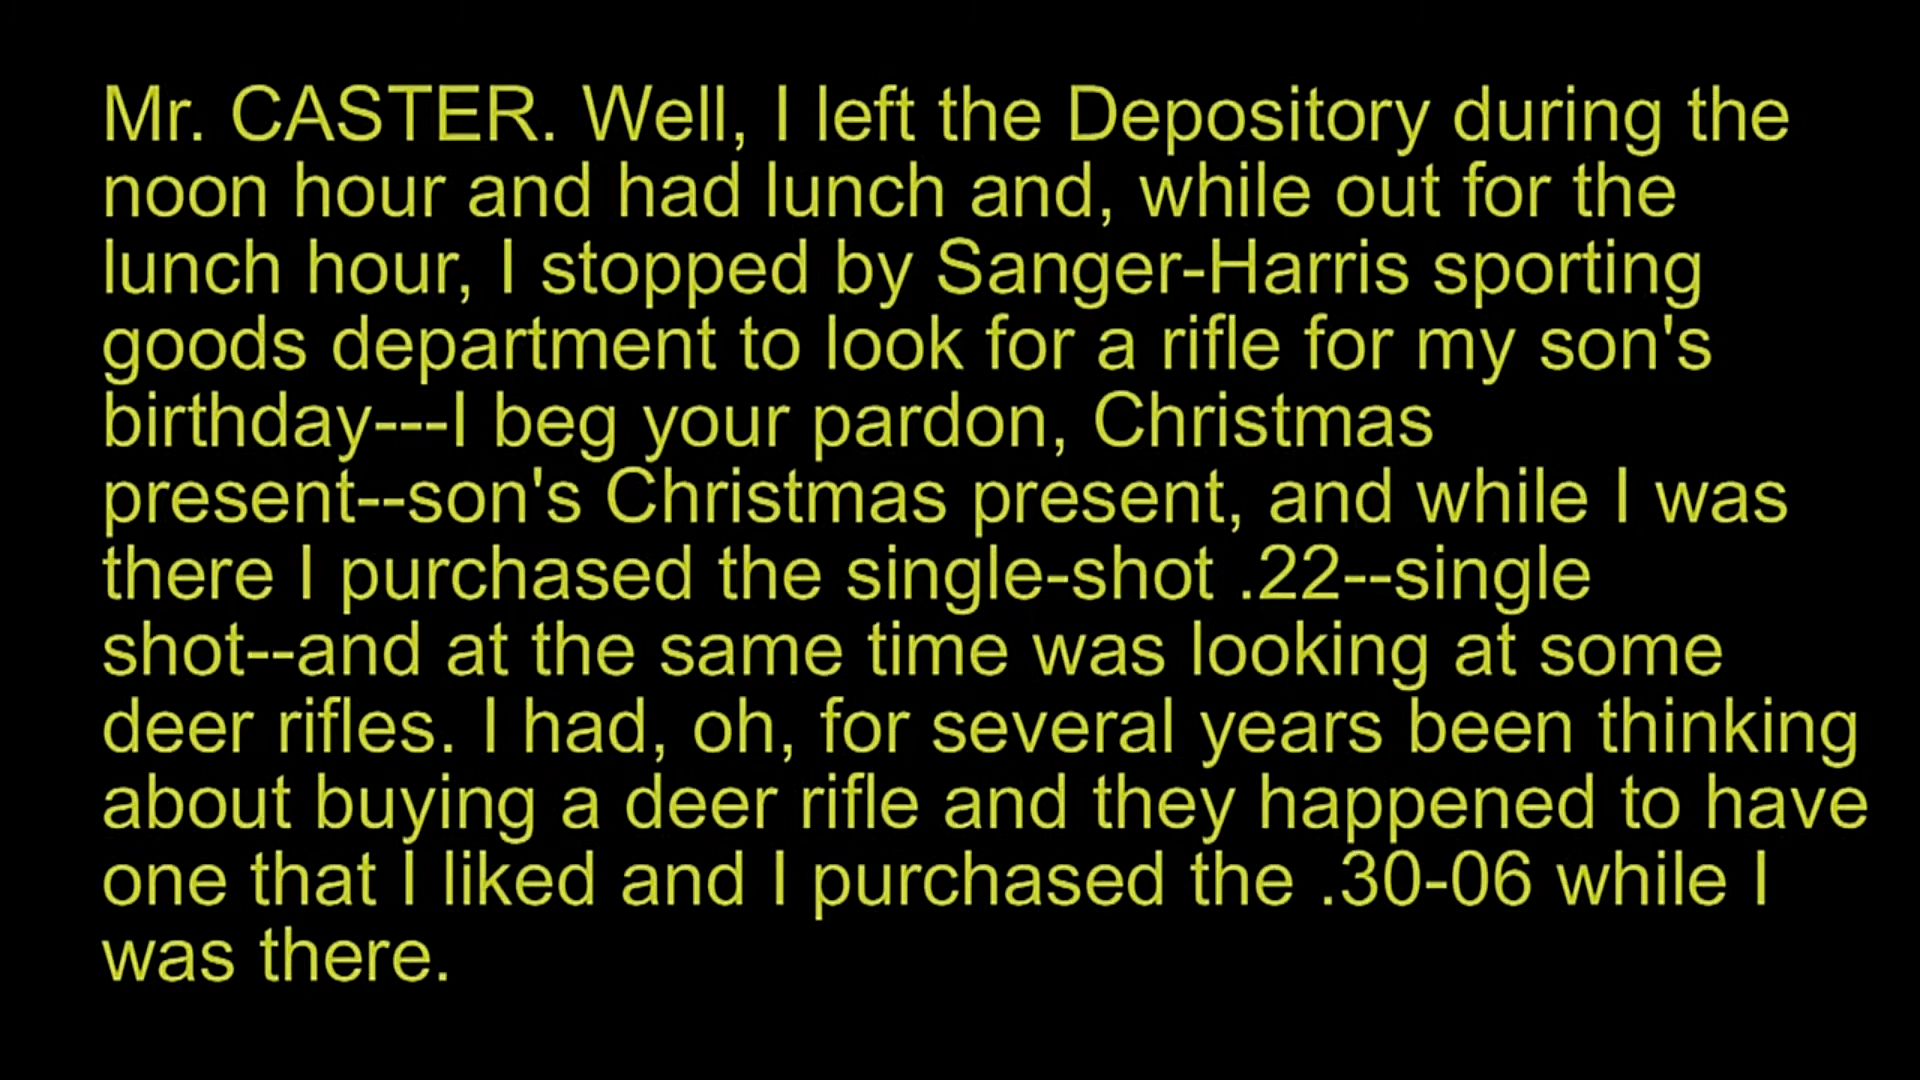 Mr. CASTER. Well, I left the Depository during the
noon hour and had lunch and, while out for the
lunch hour, I stopped by Sanger-Harris sporting
goods department to look for a rifle for my son's
birthday---I beg your pardon, Christmas
present--son's Christmas present, and while I was
there I purchased the single-shot .22--single
shot--and at the same time was looking at some
deer rifles. I had, oh, for several years been thinking
about buying a deer rifle and they happened to have
one that I liked and I purchased the .30-06 while I
was there.